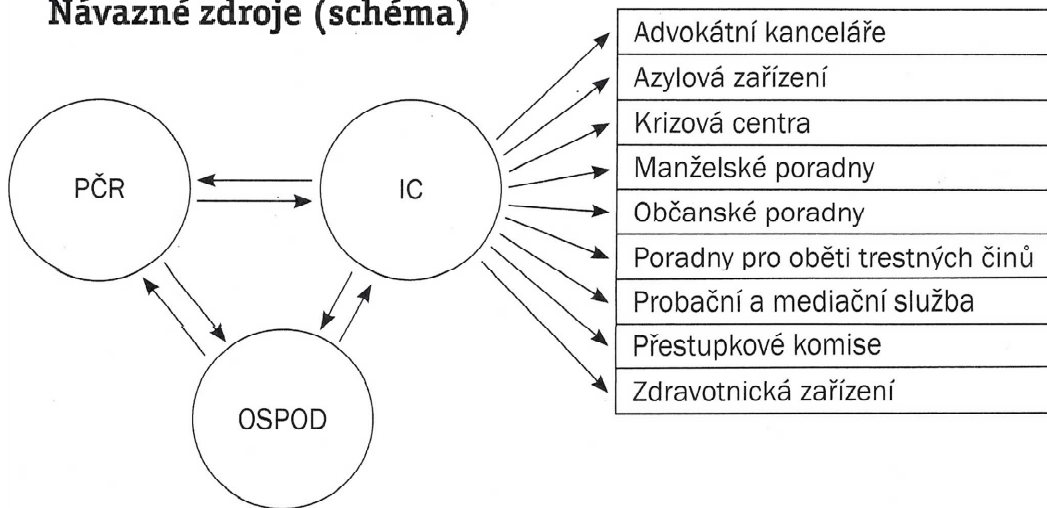 Návazné zdroje (schéma)
PČR
IC
OSPOD
Advokátní kanceláře
Azylová zařízení
Krizová centra
Manželské poradny
Občanské poradny
Poradny pro oběti trestných činů
Probační a mediační služba
Přestupkové komise
Zdravotnická zařízení